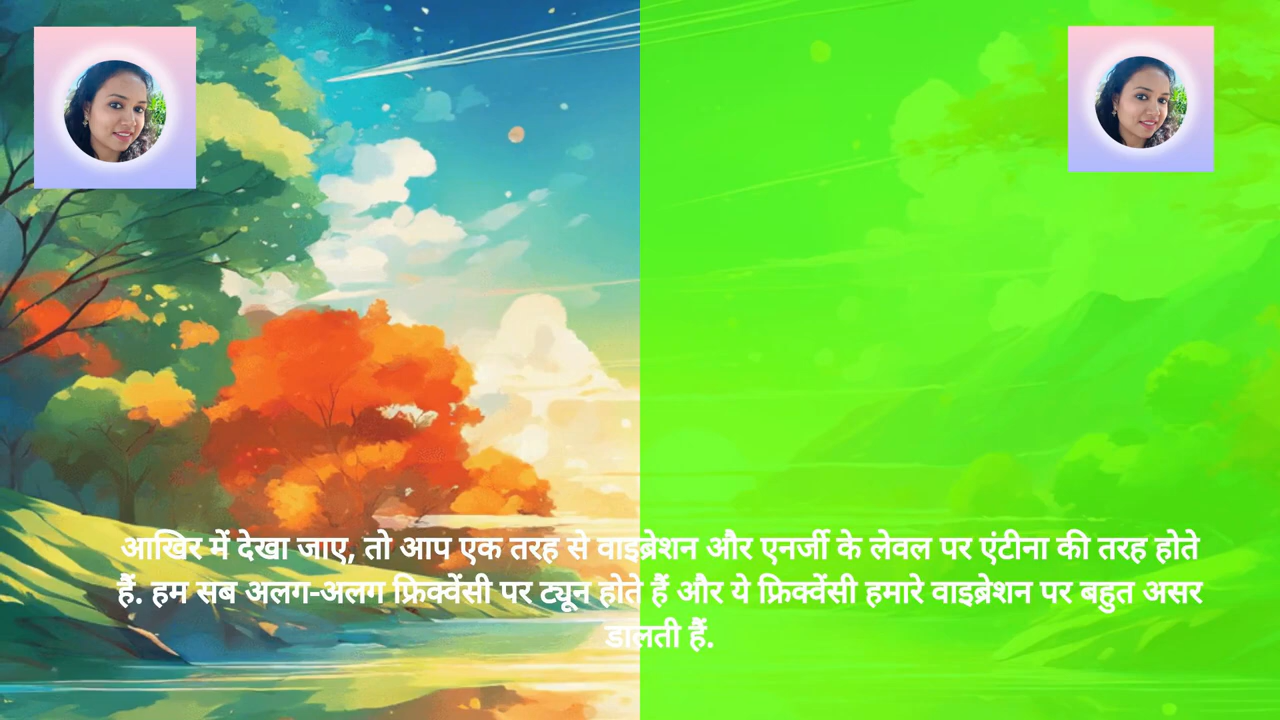 आखिर में देखा जाए, तो आप एक तरह से वाइब्रेशन और एनर्जी के लेवल पर एंटीना की तरह होते
हैं. हम सब अलग-अलग फ्रिक्वेंसी पर ट्यून होते हैं और ये फ्रिक्वेंसी हमारे वाइब्रेशन पर बहुत असर
डालती हैं.